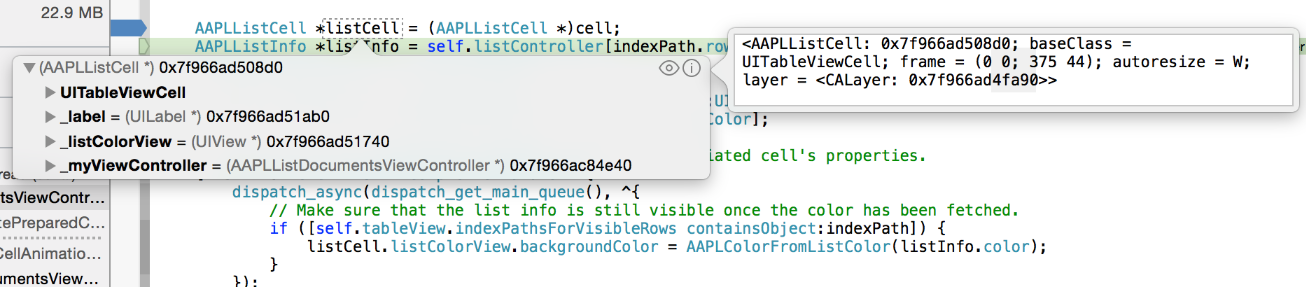 22.9 MB
AAPLListCell *listCell = (AAPLListCell *)cell;
AAPLListInfo *listInfo = self.listController[indexPath.row
(AAPLListCell *) 0x7f966ad508d0
UITableViewCell
_label = (UILabel *) 0x7f966ad51ab0
_listColorView = (UIView *) 0x7f966ad51740
_myViewController = (AAPLListDocumentsViewController *) 0x7f966ac84e40
<AAPLListCell: 0x7f966ad508d0; baseClass =
UITableViewCell; frame = (0 0; 375 44); autoresize = W;
layer = <CALayer: 0x7f966ad4fa90>>
:UI
Color];
iated cell's properties.
dispatch_async(dispatch_get_main_queue(), ^{
// Make sure that the list info is still visible once the color has been fetched.
if ([self.tableView.indexPathsForVisibleRows containsObject:indexPath]) {
listCell.listColorView.backgroundColor = AAPLColorFromListColor(listInfo.color);
}
});
tsViewContr...
atePreparedC...
CellAnimatio...
umentsView...